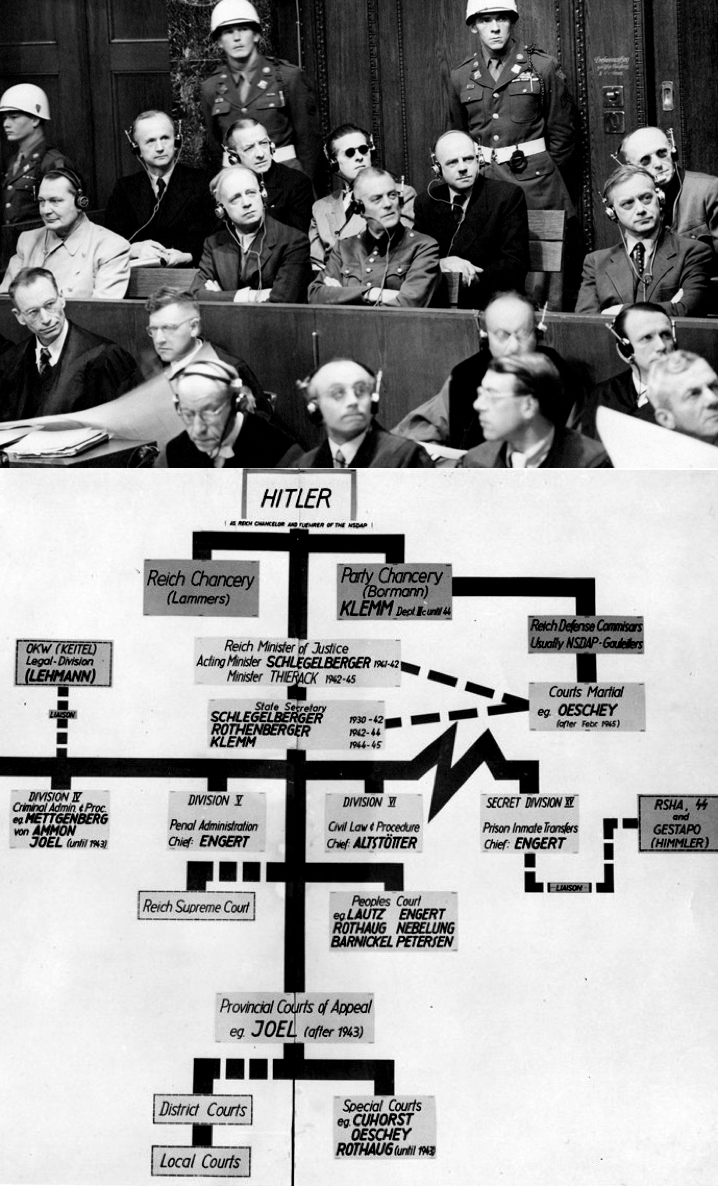 HITLER
( AS REICH CHANCELOR AND FUEHRER OF THE NSDAP )
Reich Chancery
(Lammers)
Party Chancery
(Bormann)
KLEMM Dept. III c until 44
Reich Defense Commisars
Usually NSDAP-Gauleiters
OKW (KEITEL)
Legal-Division
(LEHMANN)
LIAISON
Reich Minister of Justice
Acting Minister SCHLEGELBERGER 1941-42
Minister THIERACK 1942-45
Courts Martial
eg. OESCHEY
(after Febr. 1945)
State Secretary
SCHLEGELBERGER 1930-42
ROTHENBERGER 1942-44
KLEMM 1944-45
DIVISION IV
Criminal Admin. & Proc.
eg. METTGENBERG
von AMMON
JOEL (until 1943)
DIVISION V
Penal Administration
Chief: ENGERT
DIVISION VI
Civil Law & Procedure
Chief: ALTSTÖTTER
SECRET DIVISION XV
Prison Inmate Transfers
Chief: ENGERT
RSHA, SS
and
GESTAPO
(HIMMLER)
LIAISON
Reich Supreme Court
Peoples Court
eg. LAUTZ ENGERT
ROTHAUG NEBELUNG
BARNICKEL PETERSEN
Provincial Courts of Appeal
eg. JOEL (after 1943)
District Courts
Local Courts
Special Courts
eg. CUHORST
OESCHEY
ROTHAUG (until 1943)